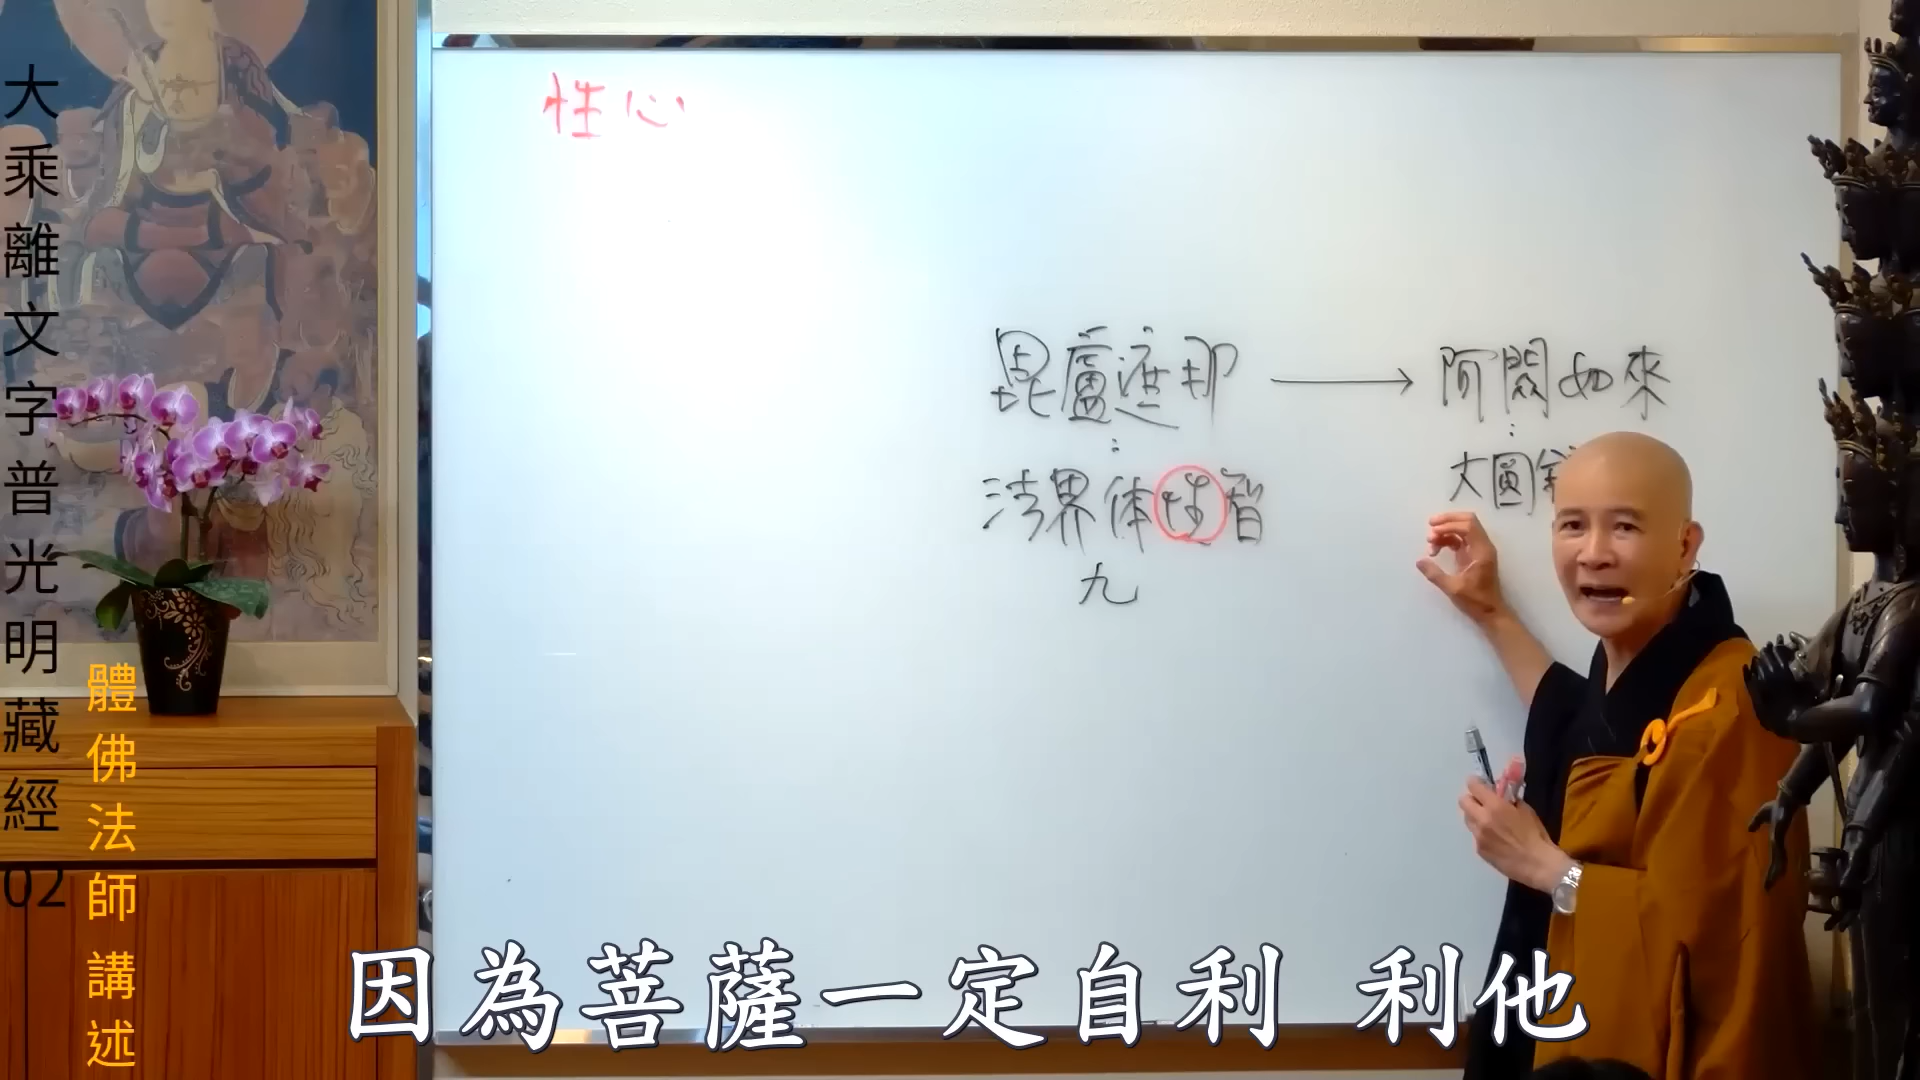 大乘離文字普光明藏經02
體佛法師 講述
性心
毘盧遮那 → 阿閦如來
:
:
法界体性智
大圓
九
因為菩薩一定自利 利他